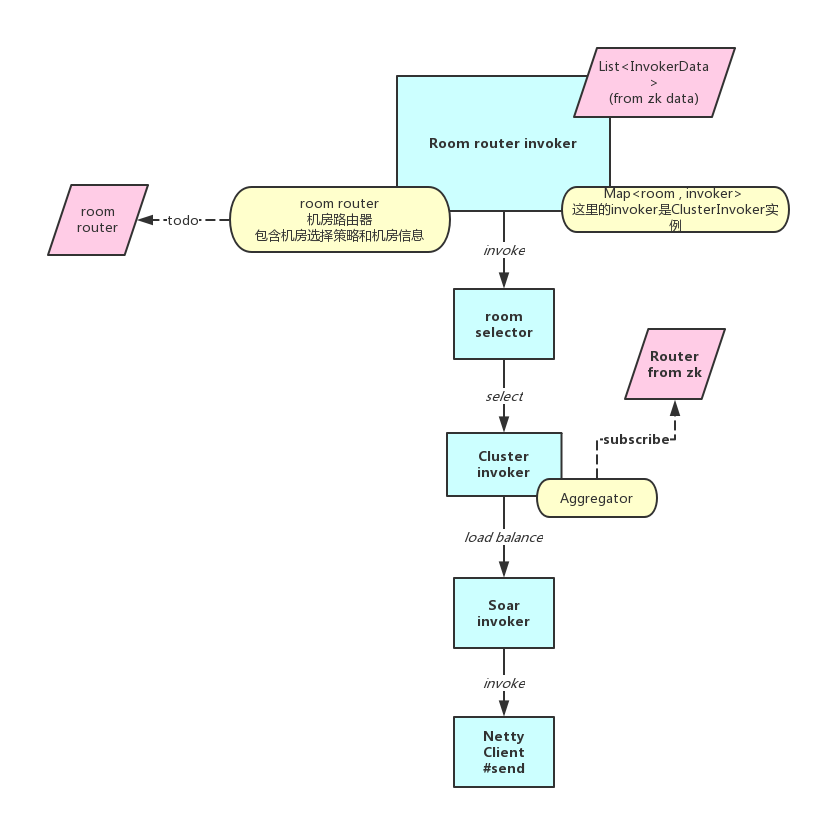 List<InvokerData
>
(from zk data)
Room router invoker
Map<room , invoker>
这里的invoker是ClusterInvoker实
例
room router
机房路由器
包含机房选择策略和机房信息
todo
room
router
invoke
room
selector
Router
from zk
select
subscribe
Cluster
invoker
Aggregator
load balance
Soar
invoker
invoke
Netty
Client
#send